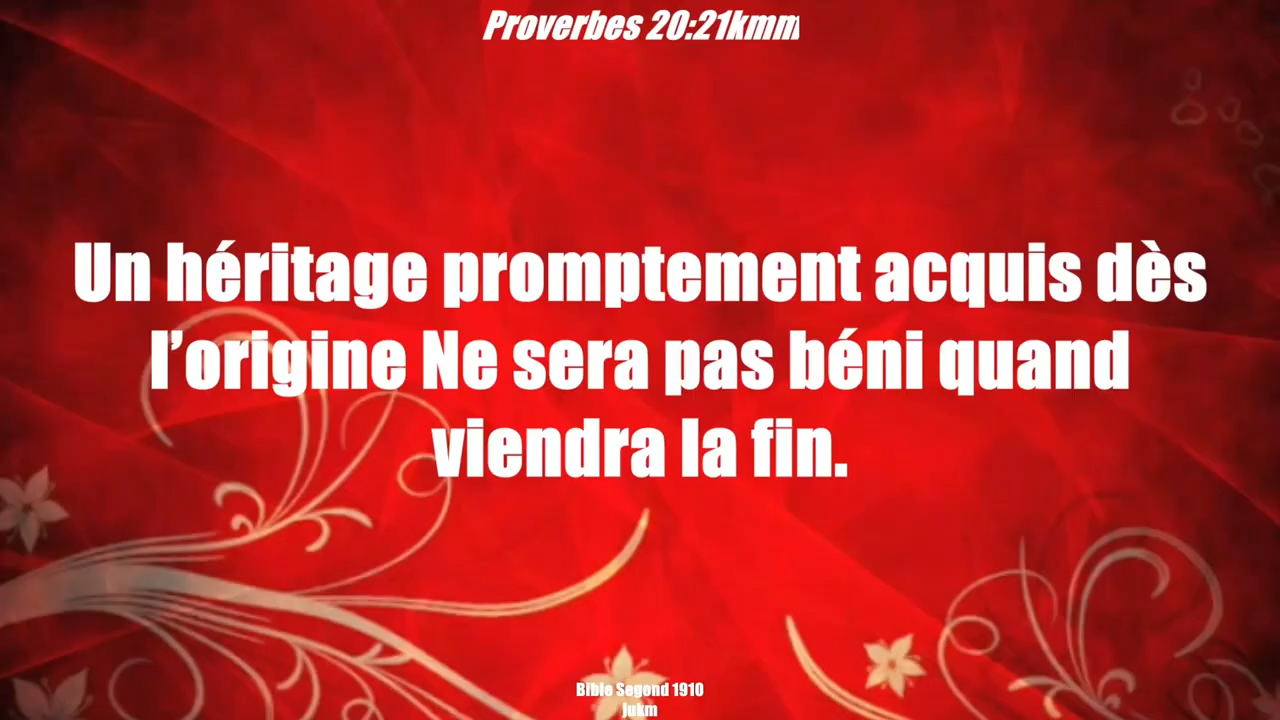 Proverbes 20:21kmm
Un héritage promptement acquis dès
l’origine Ne sera pas béni quand
viendra la fin.
Bible Segond 1910
jukm